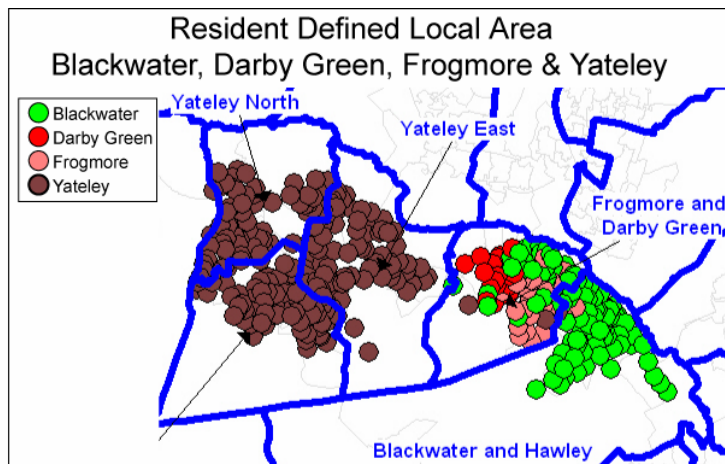 Resident Defined Local Area
Blackwater, Darby Green, Frogmore & Yateley
Blackwater
Darby Green
Frogmore
Yateley
Yateley North
Yateley East
Frogmore and
Darby Green
Blackwater and Hawley